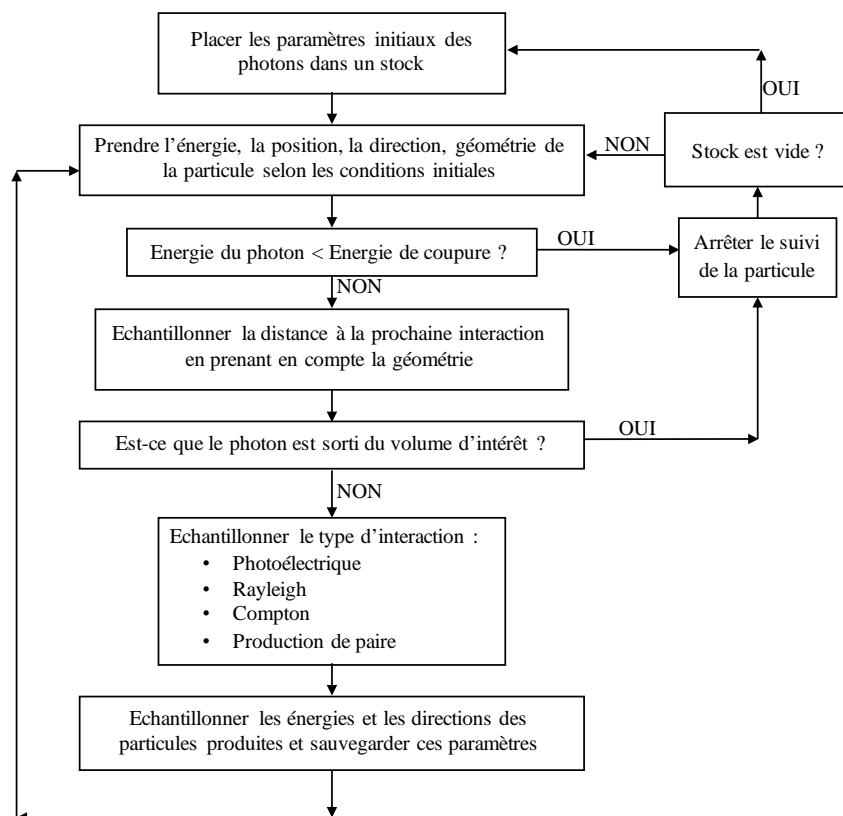 Placer les paramètres initiaux des
photons dans un stock
OUI
Prendre l'énergie, la position, la direction, géométrie de
la particule selon les conditions initiales
NON
Stock est vide ?
Energie du photon < Energie de coupure ?
OUI
Arrêter le suivi
de la particule
NON
Echantillonner la distance à la prochaine interaction
en prenant en compte la géométrie
Est-ce que le photon est sorti du volume d'intérêt ?
OUI
NON
Echantillonner le type d'interaction :
• Photoélectrique
• Rayleigh
• Compton
• Production de paire
Echantillonner les énergies et les directions des
particules produites et sauvegarder ces paramètres